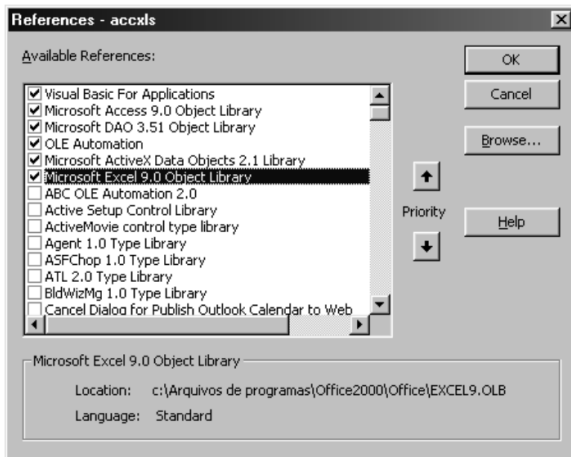 References - accxls
Available References:
OK
Visual Basic For Applications
Microsoft Access 9.0 Object Library
Cancel
Microsoft DAO 3.51 Object Library
OLE Automation
Browse...
Microsoft ActiveX Data Objects 2.1 Library
Microsoft Excel 9.0 Object Library
ABC OLE Automation 2.0
Active Setup Control Library
Priority
ActiveMovie control type library
Help
Agent 1.0 Type Library
ASFChop 1.0 Type Library
ATL 2.0 Type Library
BldWizMg 1.0 Type Library
Cancel Dialog for Publish Outlook Calendar to Web
Microsoft Excel 9.0 Object Library
Location: c:\Arquivos de programas\Office2000\Office\EXCEL9.OLB
Language: Standard